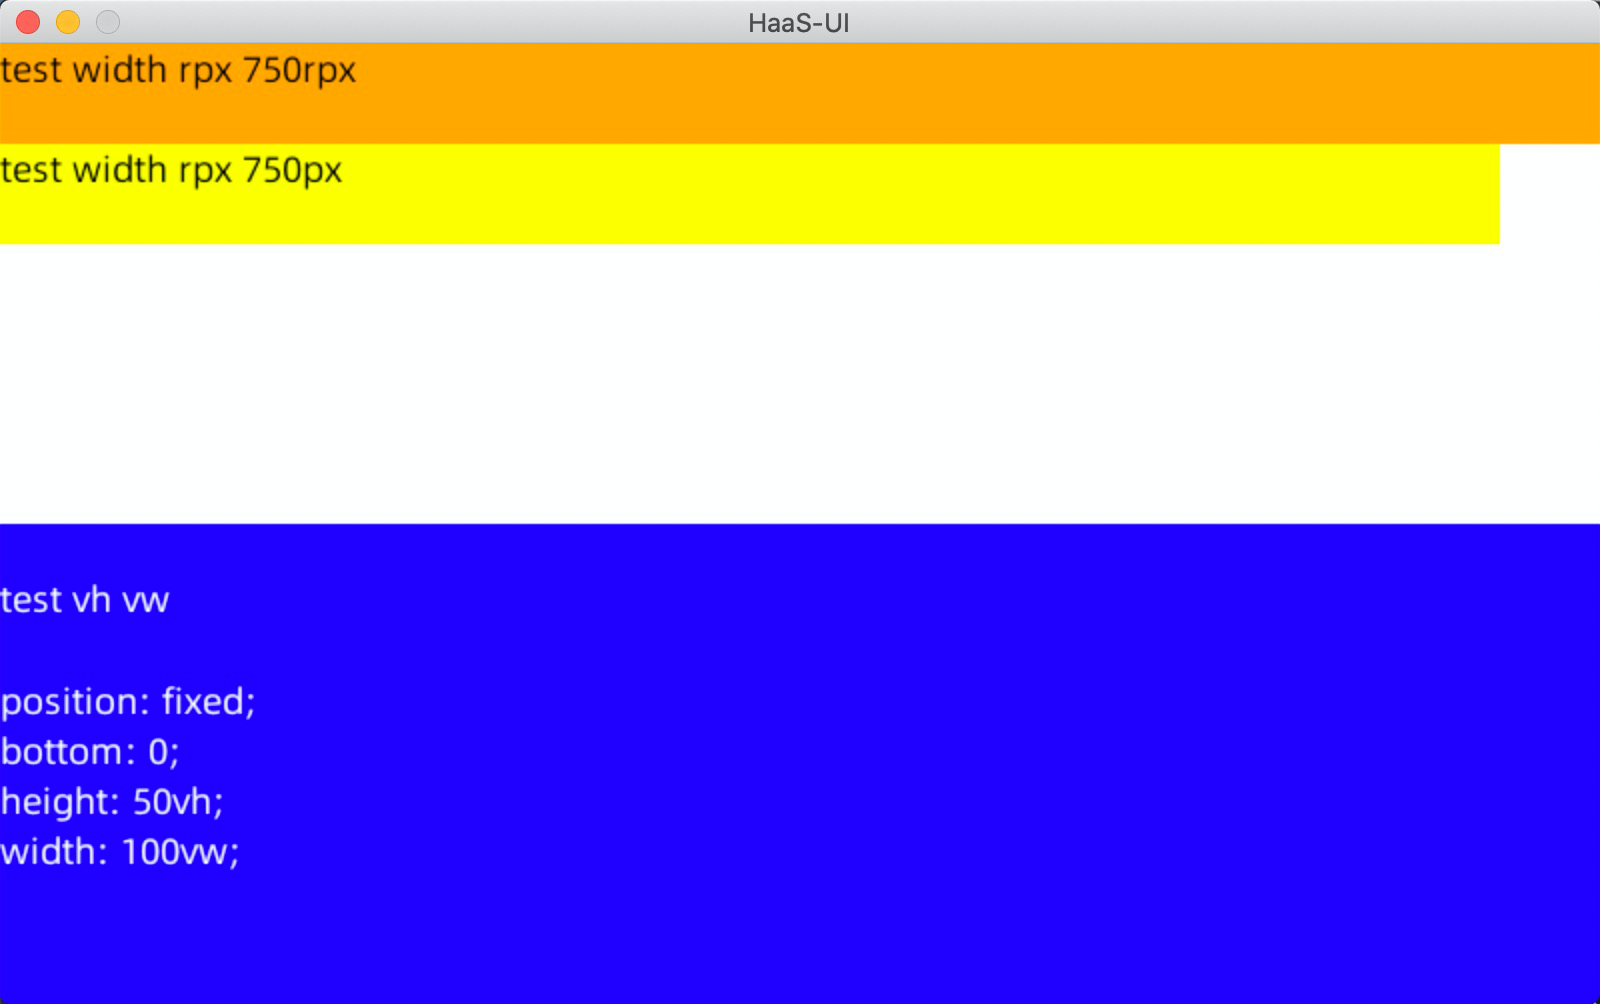 HaaS-UI
test width rpx 750rpx
test width rpx 750px
test vh vw
position: fixed;
bottom: 0;
height: 50vh;
width: 100vw;